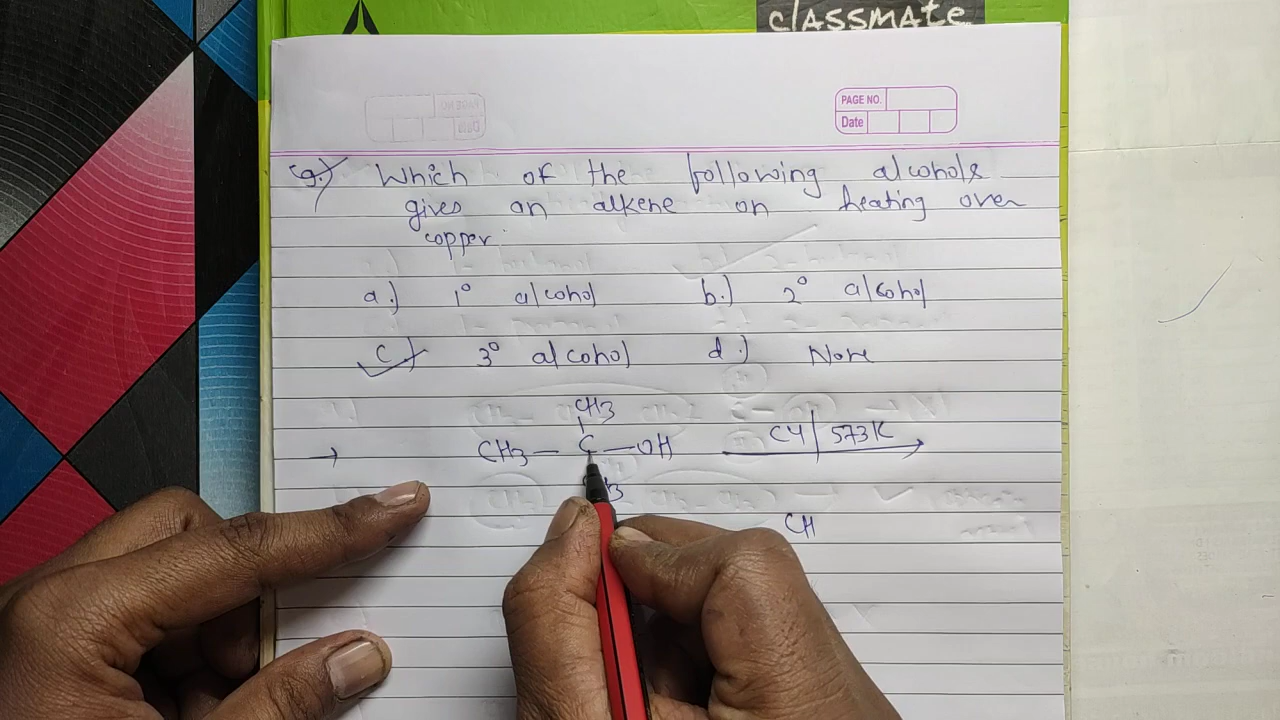 classmate
PAGE NO.
Date
Q.) Which of the following alcohols
gives an alkene on heating over
copper:
a.) 1° alcohol b.) 2° alcohol
c.) 3° alcohol d.) None
CH3
→ CH3 — C — OH Cu/573K
CH3
CH